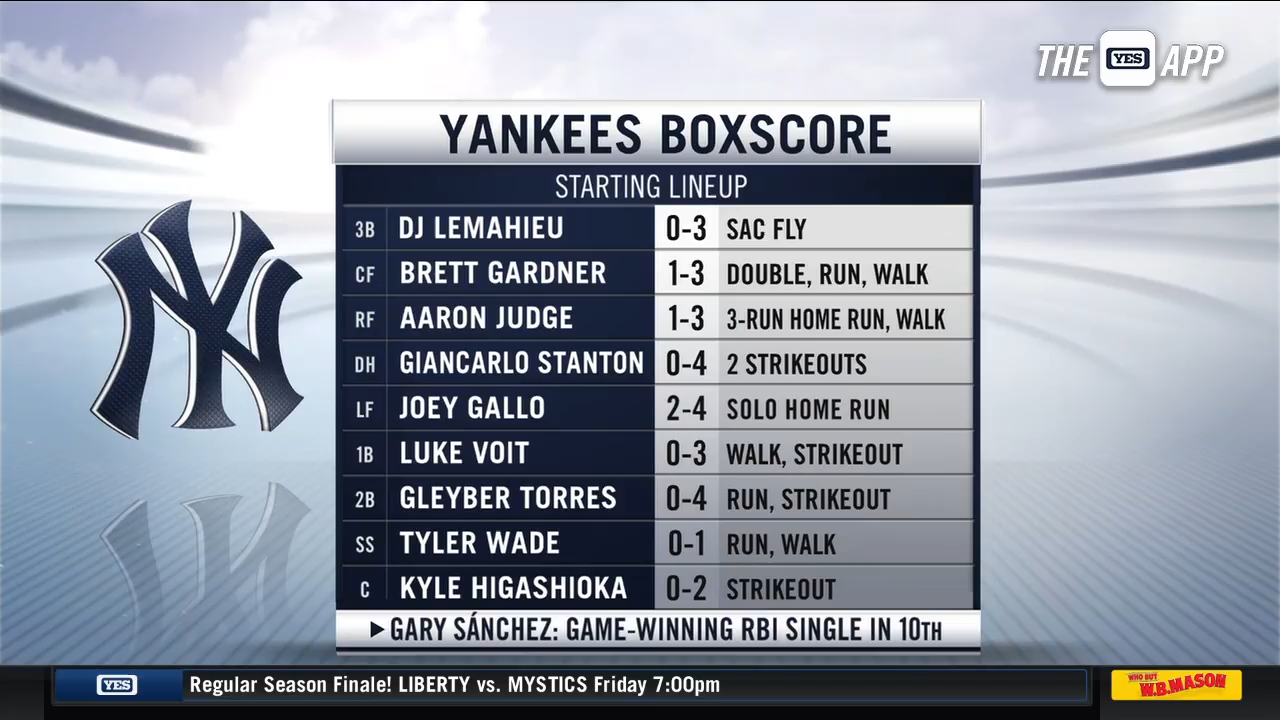 THE YES APP
YANKEES BOXSCORE
STARTING LINEUP
3B DJ LEMAHIEU 0-3 SAC FLY
CF BRETT GARDNER 1-3 DOUBLE, RUN, WALK
RF AARON JUDGE 1-3 3-RUN HOME RUN, WALK
DH GIANCARLO STANTON 0-4 2 STRIKEOUTS
LF JOEY GALLO 2-4 SOLO HOME RUN
1B LUKE VOIT 0-3 WALK, STRIKEOUT
2B GLEYBER TORRES 0-4 RUN, STRIKEOUT
SS TYLER WADE 0-1 RUN, WALK
C KYLE HIGASHIOKA 0-2 STRIKEOUT
▶ GARY SÁNCHEZ: GAME-WINNING RBI SINGLE IN 10TH
NY
YES Regular Season Finale! LIBERTY vs. MYSTICS Friday 7:00pm
WHO BUT
W.B. MASON